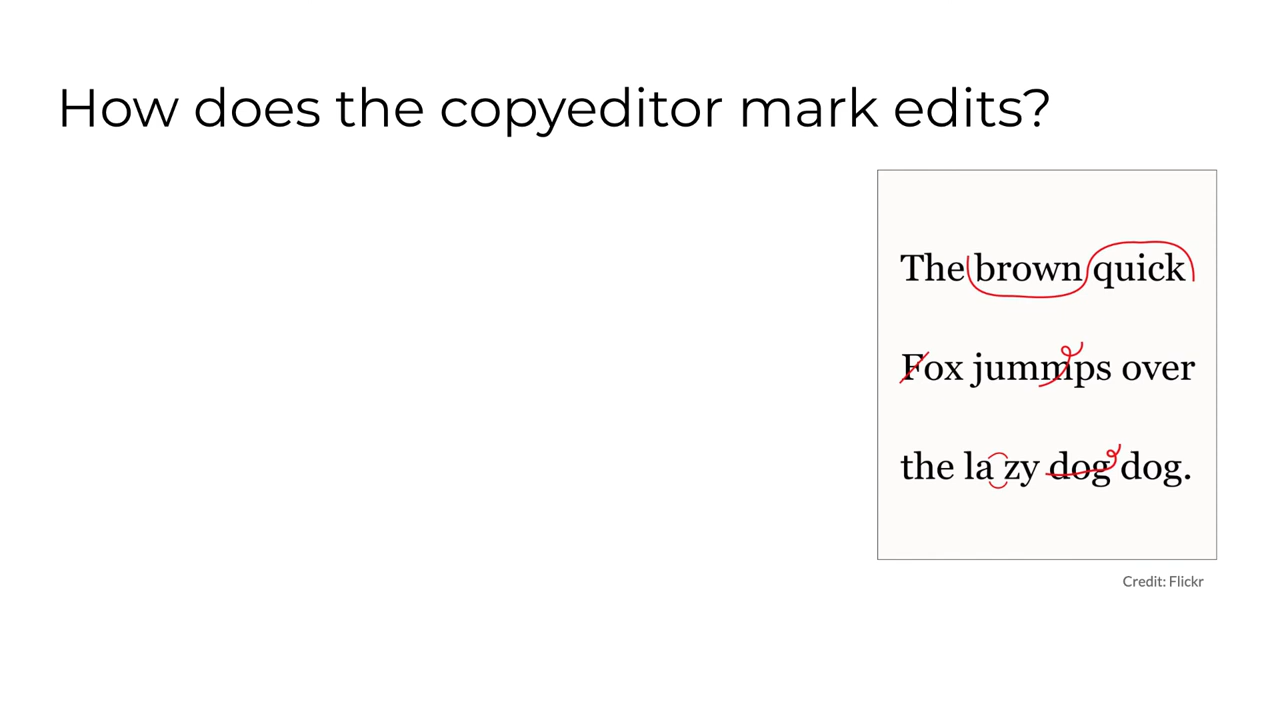 How does the copyeditor mark edits?
The brown quick
Fox jummps over
the la zy dog dog.
Credit: Flickr